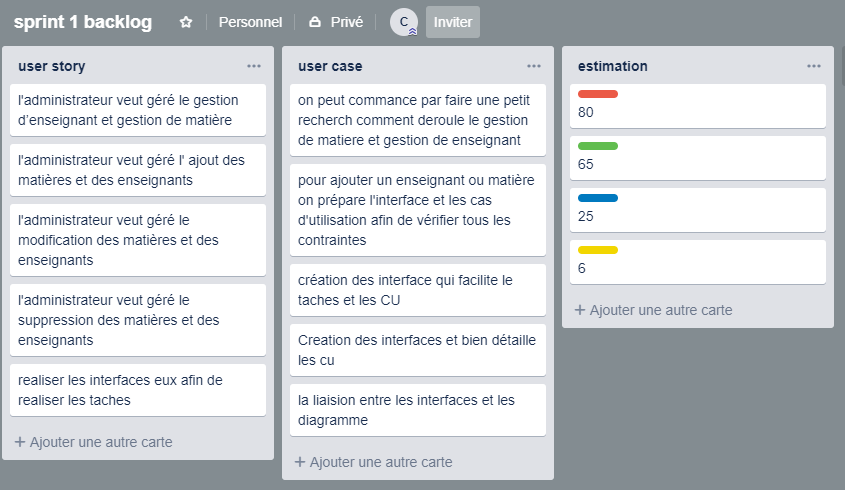 sprint 1 backlog
Personnel
Privé
C
Inviter
user story
l'administrateur veut géré le gestion
d'enseignant et gestion de matière
l'administrateur veut géré l' ajout des
matières et des enseignants
l'administrateur veut géré le
modification des matières et des
enseignants
l'administrateur veut géré le
suppression des matières et des
enseignants
realiser les interfaces eux afin de
realiser les taches
+ Ajouter une autre carte
user case
on peut commance par faire une petit
recherch comment deroule le gestion
de matiere et gestion de enseignant
pour ajouter un enseignant ou matière
on prépare l'interface et les cas
d'utilisation afin de vérifier tous les
contraintes
création des interface qui facilite le
taches et les CU
Creation des interfaces et bien détaille
les cu
la liaision entre les interfaces et les
diagramme
+ Ajouter une autre carte
estimation
80
65
25
6
+ Ajouter une autre carte